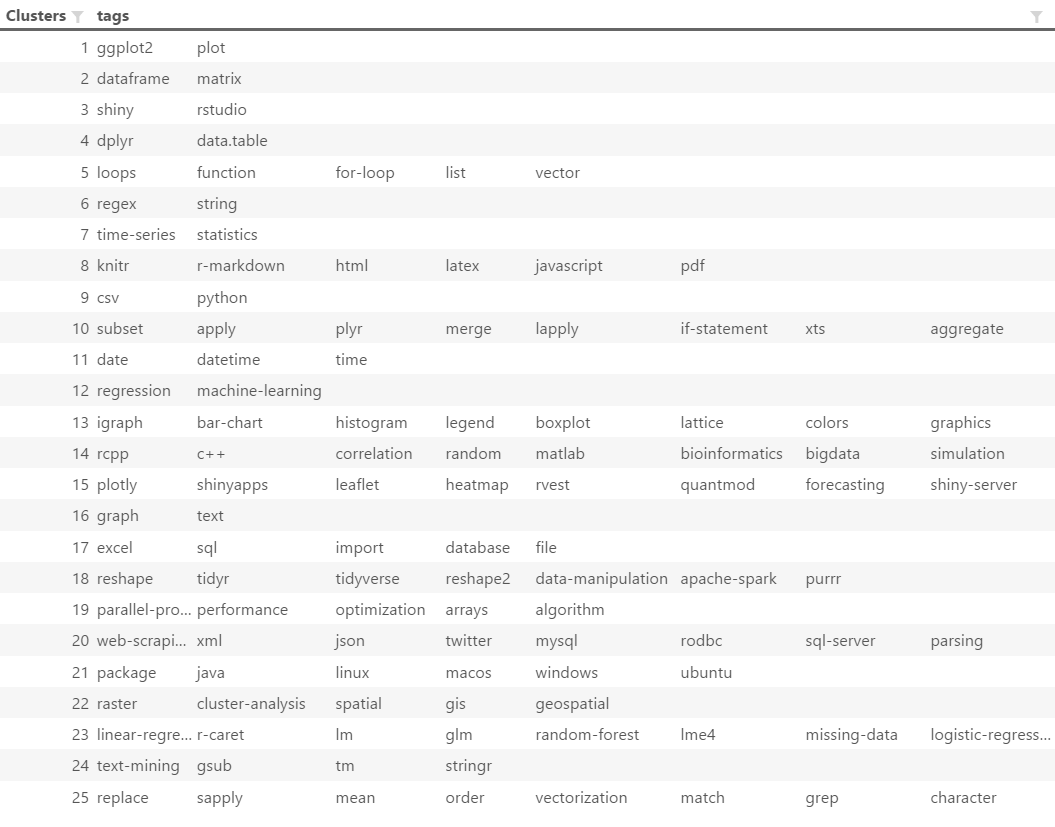 Clusters tags
1 ggplot2 plot
2 dataframe matrix
3 shiny rstudio
4 dplyr data.table
5 loops function for-loop list vector
6 regex string
7 time-series statistics
8 knitr r-markdown html latex javascript pdf
9 csv python
10 subset apply plyr merge lapply if-statement xts aggregate
11 date datetime time
12 regression machine-learning
13 igraph bar-chart histogram legend boxplot lattice colors graphics
14 rcpp c++ correlation random matlab bioinformatics bigdata simulation
15 plotly shinyapps leaflet heatmap rvest quantmod forecasting shiny-server
16 graph text
17 excel sql import database file
18 reshape tidyr tidyverse reshape2 data-manipulation apache-spark purrr
19 parallel-pro... performance optimization arrays algorithm
20 web-scrapi... xml json twitter mysql rodbc sql-server parsing
21 package java linux macos windows ubuntu
22 raster cluster-analysis spatial gis geospatial
23 linear-regre... r-caret lm glm random-forest lme4 missing-data logistic-regress...
24 text-mining gsub tm stringr
25 replace sapply mean order vectorization match grep character